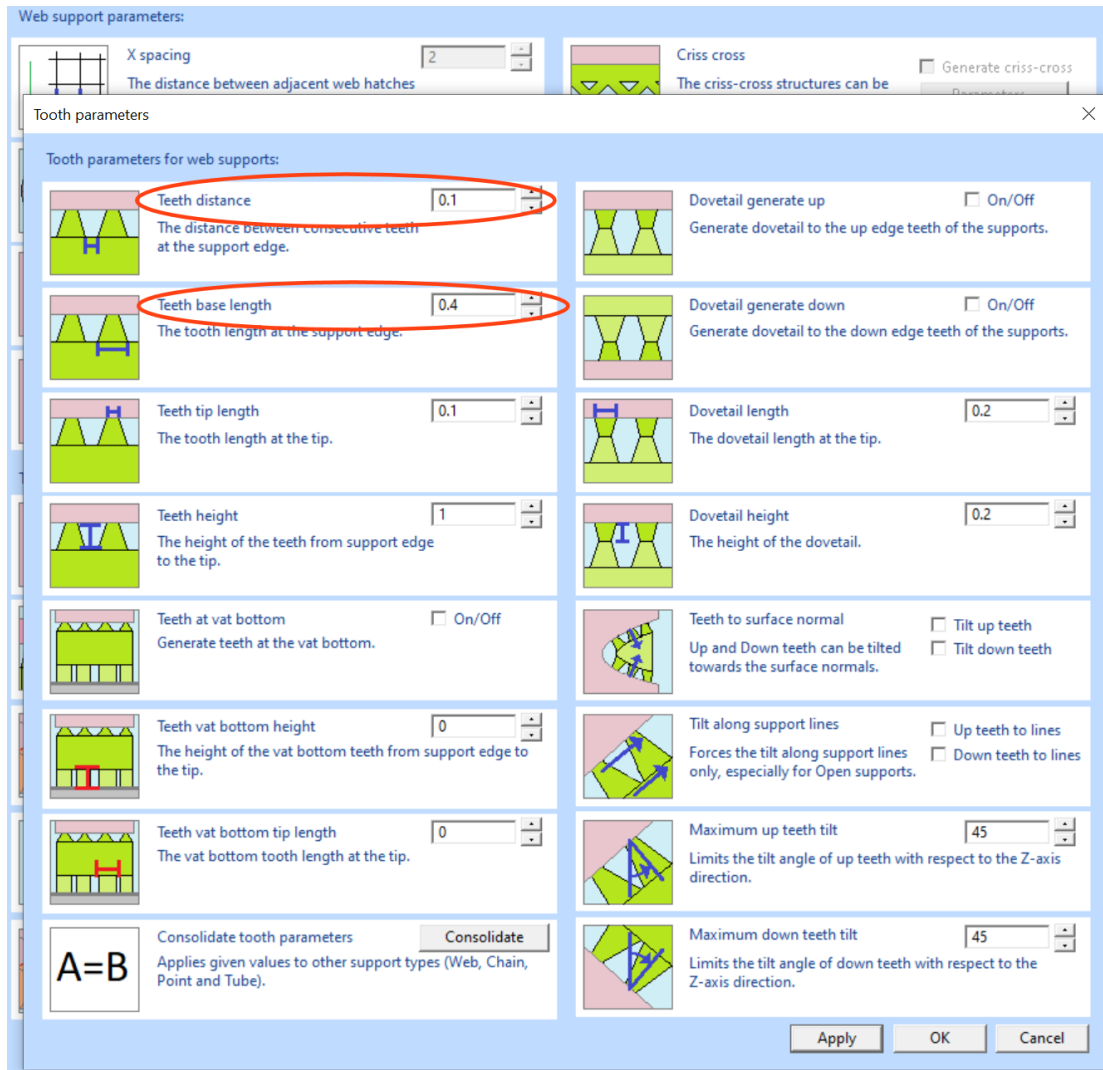 Web support parameters:
X spacing
2
The distance between adjacent web hatches
Criss cross
Generate criss-cross
The criss-cross structures can be
Tooth parameters
Tooth parameters for web supports:
Teeth distance
0.1
The distance between consecutive teeth
at the support edge.
Teeth base length
0.4
The tooth length at the support edge.
Teeth tip length
0.1
The tooth length at the tip.
Teeth height
1
The height of the teeth from support edge
to the tip.
Teeth at vat bottom
On/Off
Generate teeth at the vat bottom.
Teeth vat bottom height
0
The height of the vat bottom teeth from support edge to
the tip.
Teeth vat bottom tip length
0
The vat bottom tooth length at the tip.
A=B
Consolidate tooth parameters
Consolidate
Applies given values to other support types (Web, Chain,
Point and Tube).
Dovetail generate up
On/Off
Generate dovetail to the up edge teeth of the supports.
Dovetail generate down
On/Off
Generate dovetail to the down edge teeth of the supports.
Dovetail length
0.2
The dovetail length at the tip.
Dovetail height
0.2
The height of the dovetail.
Teeth to surface normal
Tilt up teeth
Up and Down teeth can be tilted
Tilt down teeth
towards the surface normals.
Tilt along support lines
Up teeth to lines
Forces the tilt along support lines
Down teeth to lines
only, especially for Open supports.
Maximum up teeth tilt
45
Limits the tilt angle of up teeth with respect to the Z-axis
direction.
Maximum down teeth tilt
45
Limits the tilt angle of down teeth with respect to the
Z-axis direction.
Apply
OK
Cancel